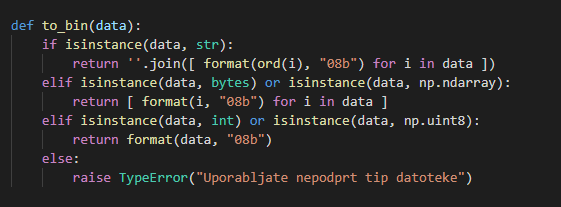 def to_bin(data):
    if isinstance(data, str):
        return ''.join([ format(ord(i), "08b") for i in data ])
    elif isinstance(data, bytes) or isinstance(data, np.ndarray):
        return [ format(i, "08b") for i in data ]
    elif isinstance(data, int) or isinstance(data, np.uint8):
        return format(data, "08b")
    else:
        raise TypeError("Uporabljate nepodprt tip datoteke")